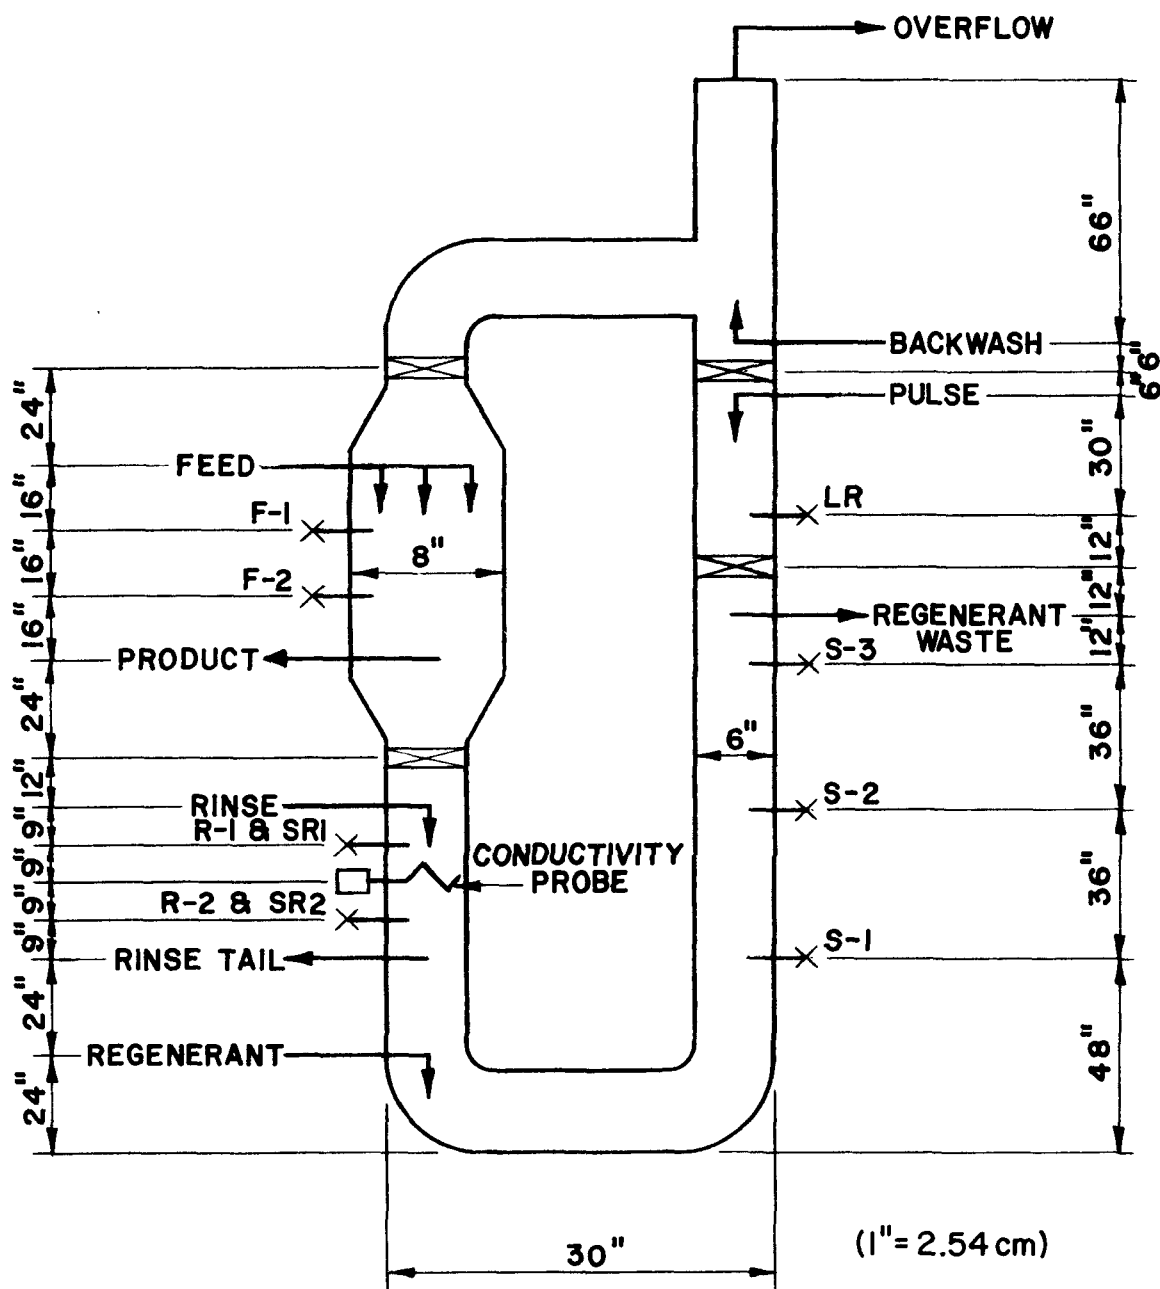 OVERFLOW
66"
BACKWASH
6"
6"
PULSE
24"
30"
FEED
16"
LR
F-1
12"
8"
16"
F-2
12"
REGENERANT
WASTE
12"
16"
S-3
PRODUCT
24"
36"
6"
12"
S-2
RINSE
9"
R-1 & SR1
CONDUCTIVITY
PROBE
9"
36"
R-2 & SR2
9"
S-1
9"
RINSE TAIL
24"
48"
REGENERANT
24"
30"
(1"= 2.54 cm)